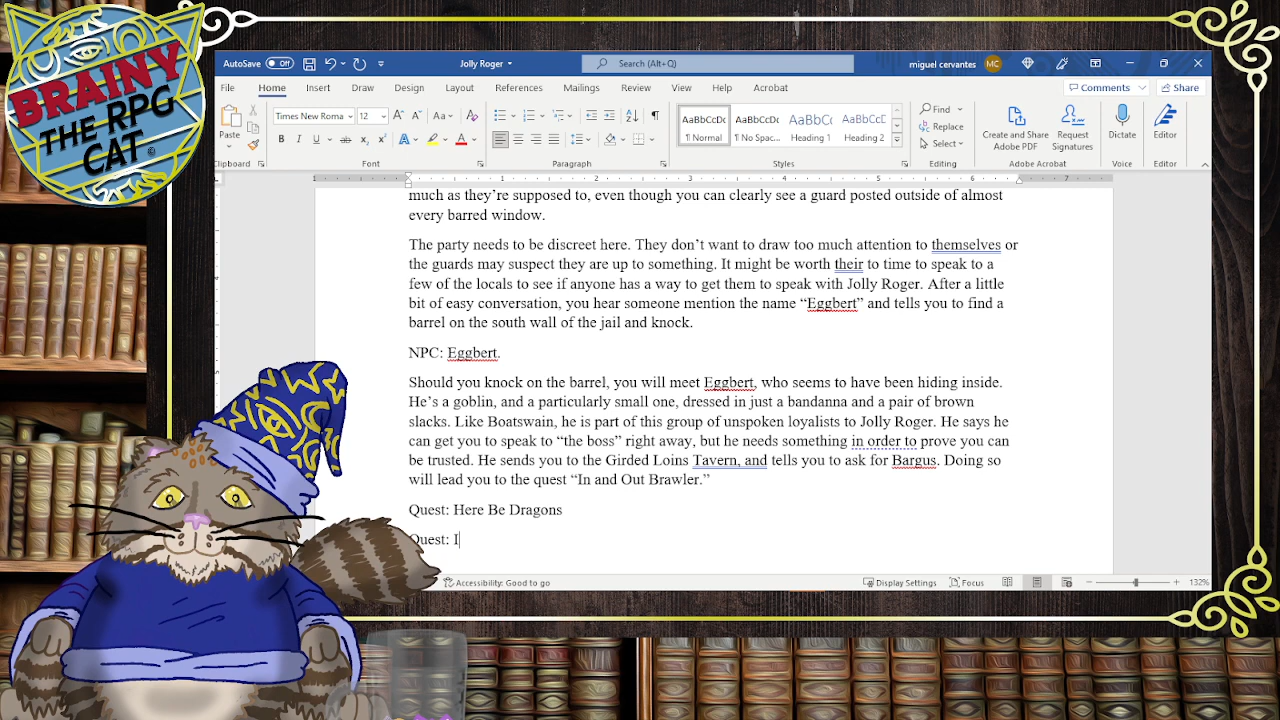 BRAINY
THE RPG
CAT
AutoSave Off Jolly Roger Search (Alt+Q) miguel cervantes MC
File Home Insert Draw Design Layout References Mailings Review View Help Acrobat Comments Share
Paste Times New Roma 12 Aa AaBbCcDc AaBbCcDc AaBbCc AaBbCcC Find Replace Select Create and Share Adobe PDF Request Signatures Dictate Editor
¶ Normal ¶ No Spac... Heading 1 Heading 2
Clipboard Font Paragraph Styles Editing Adobe Acrobat Voice Editor
1 1 2 3 4 5 6 7
much as they’re supposed to, even though you can clearly see a guard posted outside of almost
every barred window.
The party needs to be discreet here. They don’t want to draw too much attention to themselves or
the guards may suspect they are up to something. It might be worth their to time to speak to a
few of the locals to see if anyone has a way to get them to speak with Jolly Roger. After a little
bit of easy conversation, you hear someone mention the name “Eggbert” and tells you to find a
barrel on the south wall of the jail and knock.
NPC: Eggbert.
Should you knock on the barrel, you will meet Eggbert, who seems to have been hiding inside.
He’s a goblin, and a particularly small one, dressed in just a bandanna and a pair of brown
slacks. Like Boatswain, he is part of this group of unspoken loyalists to Jolly Roger. He says he
can get you to speak to “the boss” right away, but he needs something in order to prove you can
be trusted. He sends you to the Girded Loins Tavern, and tells you to ask for Bargus. Doing so
will lead you to the quest “In and Out Brawler.”
Quest: Here Be Dragons
Quest: I
Accessibility: Good to go Display Settings Focus 132%